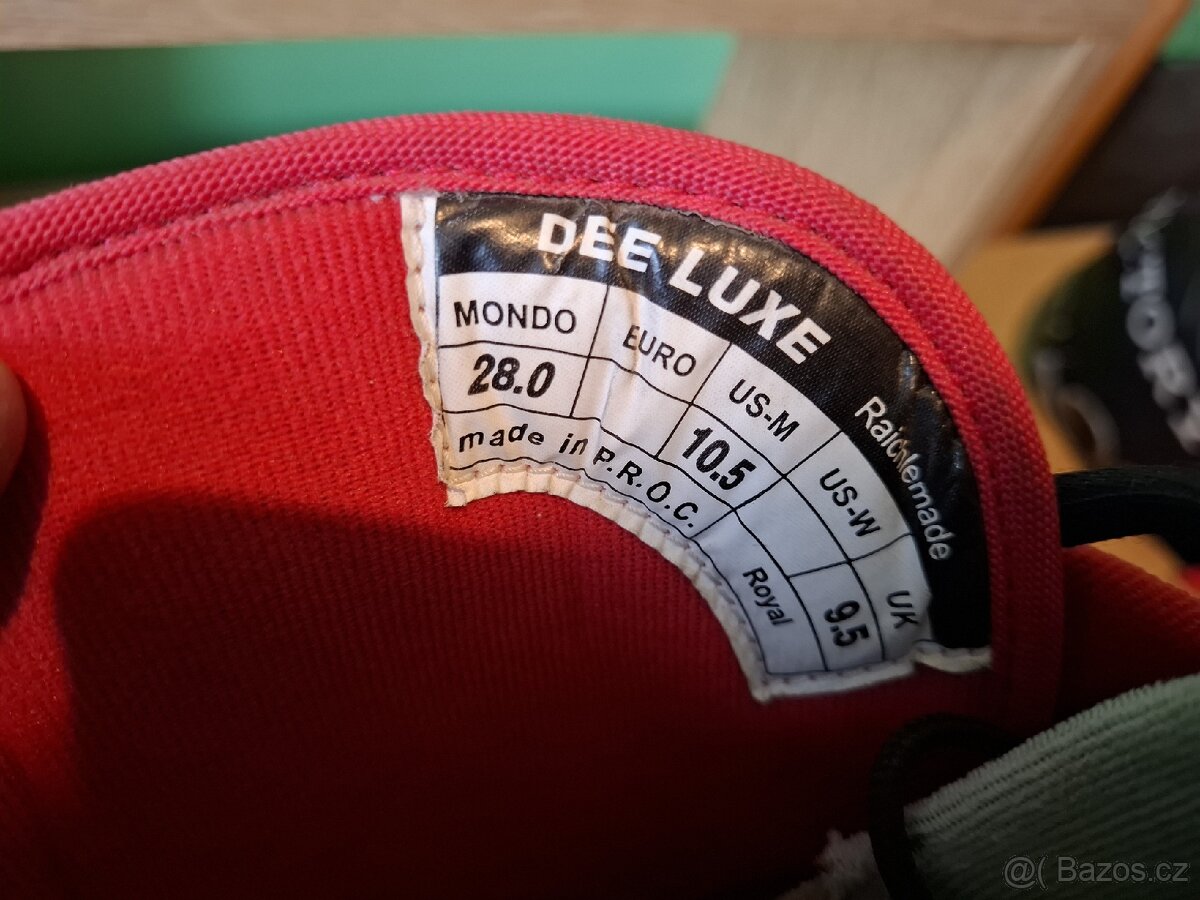 DEE LUXE
Raichlemade
MONDO EURO US-M US-W UK
28.0 10.5 9.5
made in P.R.O.C. Royal
@( Bazos.cz